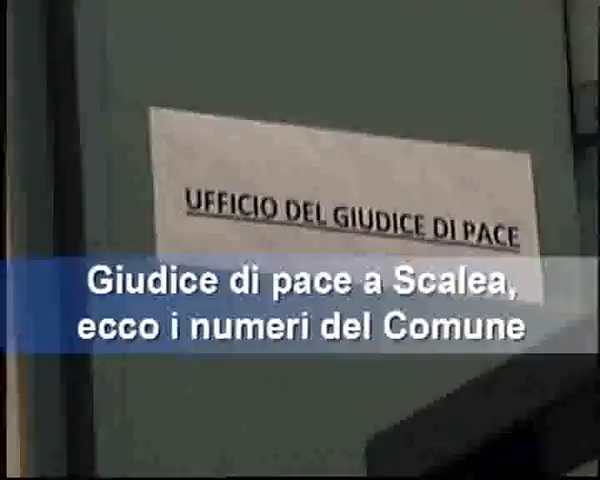 UFFICIO DEL GIUDICE DI PACE
Giudice di pace a Scalea,
ecco i numeri del Comune